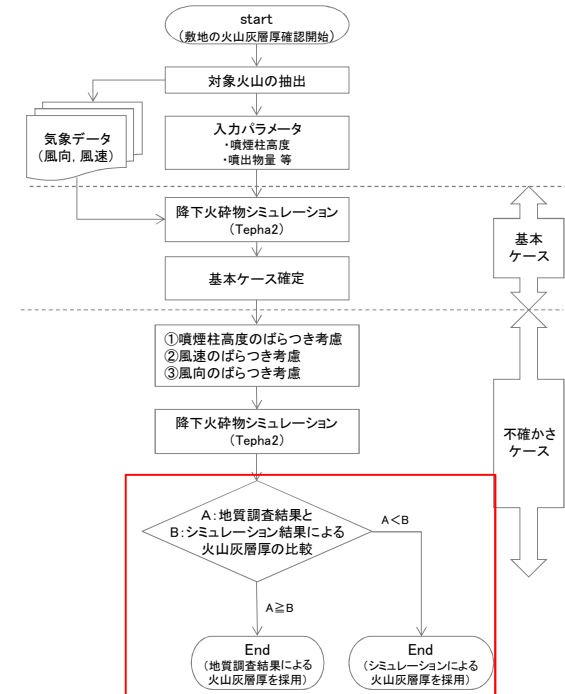 start
(敷地の火山灰層厚確認開始)
対象火山の抽出
気象データ
(風向，風速)
入力パラメータ
・噴煙柱高度
・噴出物量 等
降下火砕物シミュレーション
(Tepha2)
基本ケース確定
基本
ケース
①噴煙柱高度のばらつき考慮
②風速のばらつき考慮
③風向のばらつき考慮
降下火砕物シミュレーション
(Tepha2)
不確かさ
ケース
A：地質調査結果と
B：シミュレーション結果による
火山灰層厚の比較
A＜B
A≧B
End
(地質調査結果による
火山灰層厚を採用)
End
(シミュレーションによる
火山灰層厚を採用)